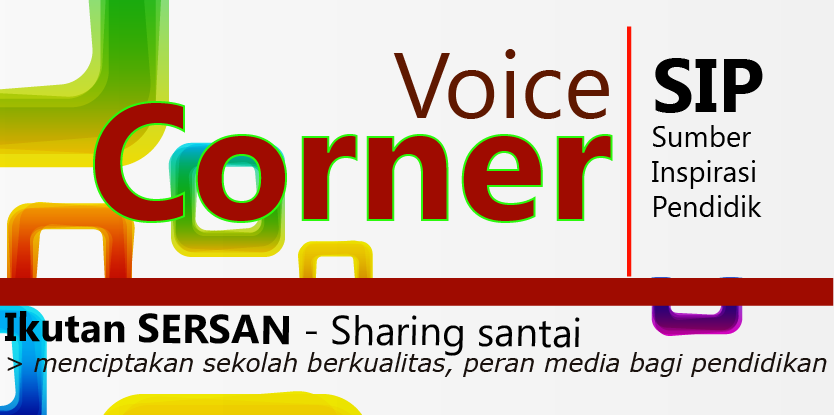 Voice
Corner
SIP
Sumber
Inspirasi
Pendidik
Ikutan SERSAN - Sharing santai
> menciptakan sekolah berkualitas, peran media bagi pendidikan